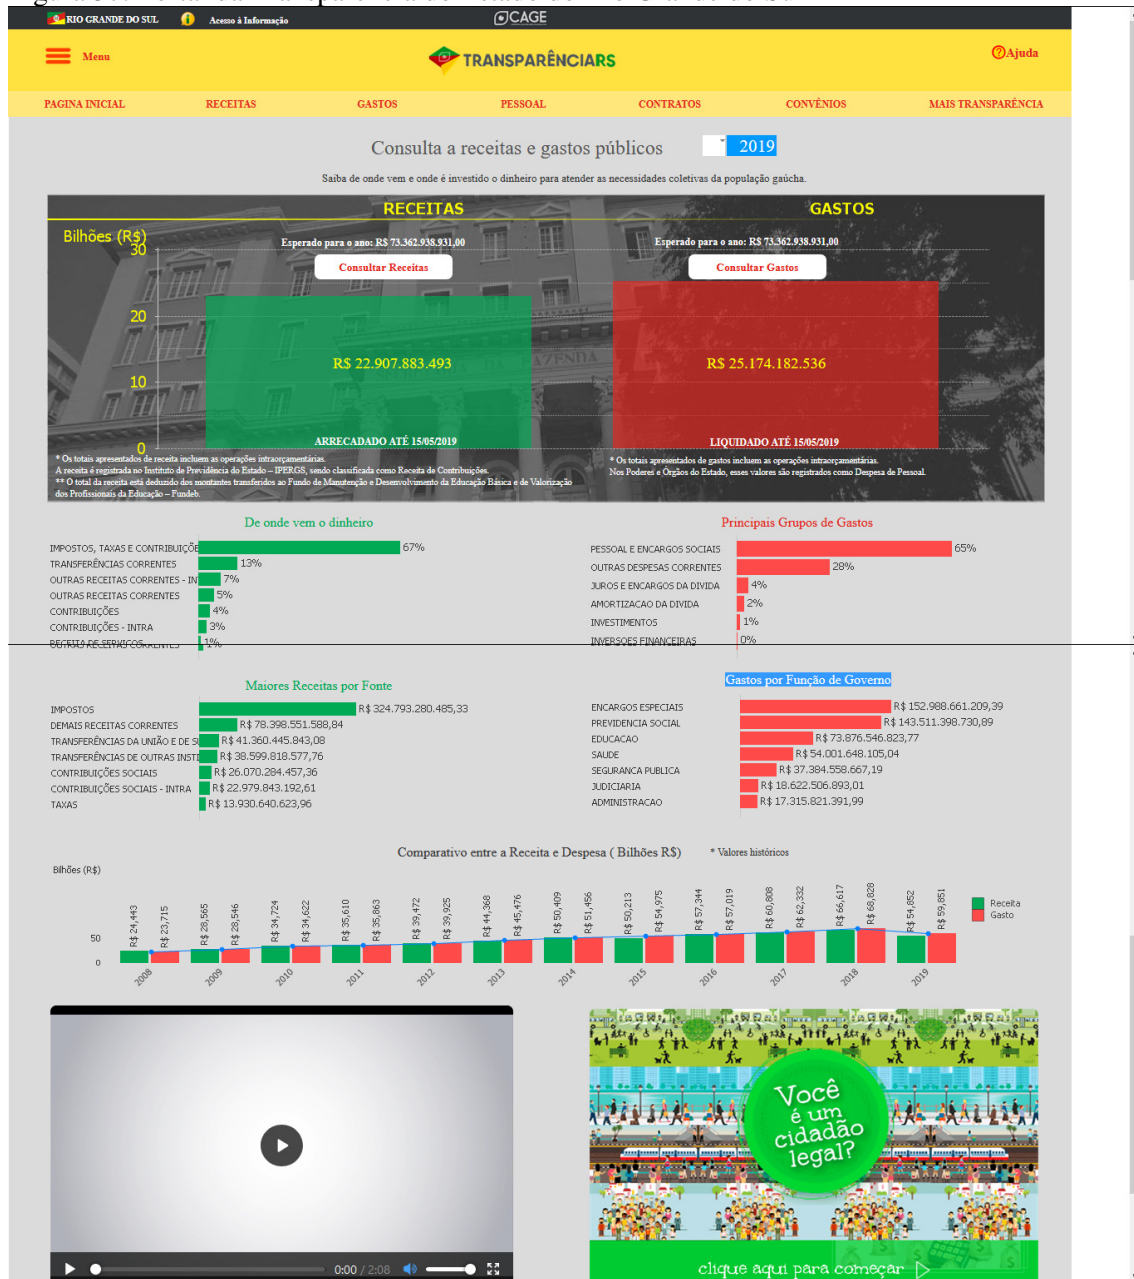 RIO GRANDE DO SUL
Acesso à Informação
CAGE
Menu
TRANSPARÊNCIARS
Ajuda
PAGINA INICIAL
RECEITAS
GASTOS
PESSOAL
CONTRATOS
CONVÊNIOS
MAIS TRANSPARÊNCIA
Consulta a receitas e gastos públicos
2019
Saiba de onde vem e onde é investido o dinheiro para atender as necessidades coletivas da população gaúcha.
RECEITAS
GASTOS
Bilhões (R$)
30
20
10
0
Esperado para o ano: R$ 73.362.938.931,00
Consultar Receitas
R$ 22.907.883.493
ARRECADADO ATÉ 15/05/2019
Esperado para o ano: R$ 73.362.938.931,00
Consultar Gastos
R$ 25.174.182.536
LIQUIDADO ATÉ 15/05/2019
* Os totais apresentados de receita incluem as operações intraorçamentárias.
A receita é registrada no Instituto de Previdência do Estado – IPERGS, sendo classificada como Receita de Contribuições.
** O total da receita está deduzido dos montantes transferidos ao Fundo de Manutenção e Desenvolvimento da Educação Básica e de Valorização
dos Profissionais da Educação – Fundeb.
* Os totais apresentados de gastos incluem as operações intraorçamentárias.
Nos Poderes e Órgãos do Estado, esses valores são registrados como Despesa de Pessoal.
De onde vem o dinheiro
IMPOSTOS, TAXAS E CONTRIBUIÇÕE 67%
TRANSFERÊNCIAS CORRENTES 13%
OUTRAS RECEITAS CORRENTES - IN 7%
OUTRAS RECEITAS CORRENTES 5%
CONTRIBUIÇÕES 4%
CONTRIBUIÇÕES - INTRA 3%
RECEITA DE SERVIÇOS CORRENTES 1%
Principais Grupos de Gastos
PESSOAL E ENCARGOS SOCIAIS 65%
OUTRAS DESPESAS CORRENTES 28%
JUROS E ENCARGOS DA DIVIDA 4%
AMORTIZACAO DA DIVIDA 2%
INVESTIMENTOS 1%
INVERSOES FINANCEIRAS 0%
Maiores Receitas por Fonte
IMPOSTOS R$ 324.793.280.485,33
DEMAIS RECEITAS CORRENTES R$ 78.398.551.588,84
TRANSFERÊNCIAS DA UNIÃO E DE S R$ 41.360.445.843,08
TRANSFERÊNCIAS DE OUTRAS INSTI R$ 38.599.818.577,76
CONTRIBUIÇÕES SOCIAIS R$ 26.070.284.457,36
CONTRIBUIÇÕES SOCIAIS - INTRA R$ 22.979.843.192,61
TAXAS R$ 13.930.640.623,96
Gastos por Função de Governo
ENCARGOS ESPECIAIS R$ 152.988.661.209,39
PREVIDENCIA SOCIAL R$ 143.511.398.730,89
EDUCACAO R$ 73.876.546.823,77
SAUDE R$ 54.001.648.105,04
SEGURANCA PUBLICA R$ 37.384.558.667,19
JUDICIARIA R$ 18.622.506.893,01
ADMINISTRACAO R$ 17.315.821.391,99
Comparativo entre a Receita e Despesa ( Bilhões R$) * Valores históricos
Bilhões (R$)
50
0
R$ 24,443 R$ 23,715
R$ 28,565 R$ 28,546
R$ 34,724 R$ 34,622
R$ 35,610 R$ 35,863
R$ 39,472 R$ 39,925
R$ 44,368 R$ 45,476
R$ 50,409 R$ 51,456
R$ 50,213 R$ 54,975
R$ 57,344 R$ 57,019
R$ 60,808 R$ 62,332
R$ 66,617 R$ 68,828
R$ 54,852 R$ 59,851
Receita
Gasto
2008 2009 2010 2011 2012 2013 2014 2015 2016 2017 2018 2019
0:00 / 2:08
Você
é um
cidadão
legal?
clique aqui para começar